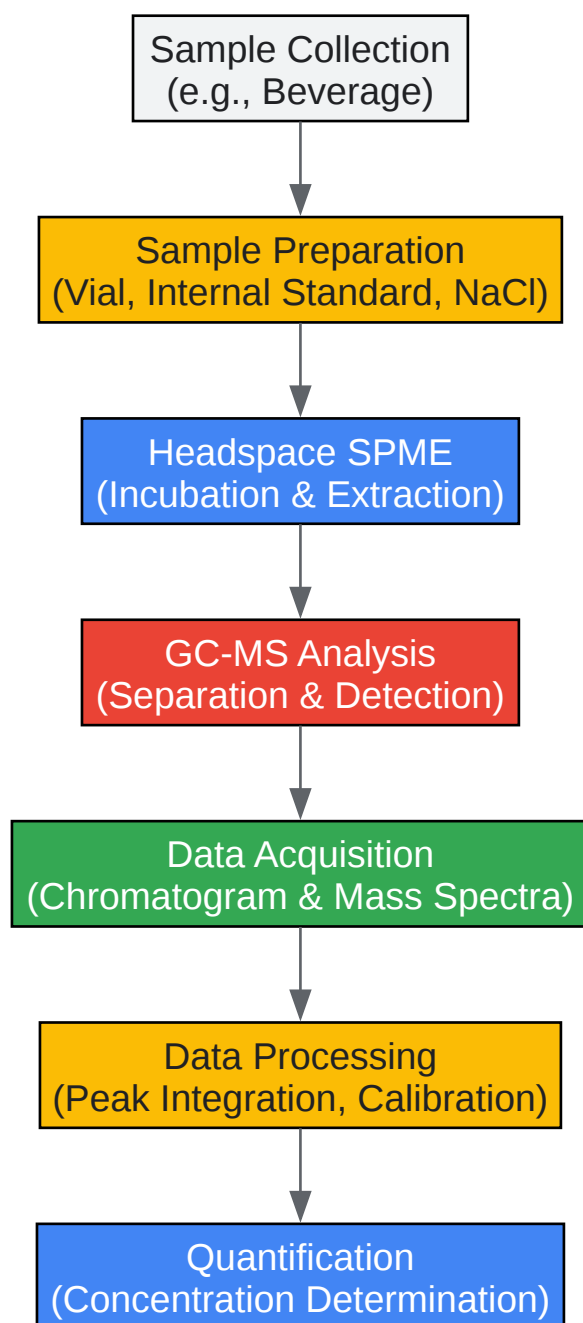 Sample Collection
(e.g., Beverage)
Sample Preparation
(Vial, Internal Standard, NaCl)
Headspace SPME
(Incubation & Extraction)
GC-MS Analysis
(Separation & Detection)
Data Acquisition
(Chromatogram & Mass Spectra)
Data Processing
(Peak Integration, Calibration)
Quantification
(Concentration Determination)